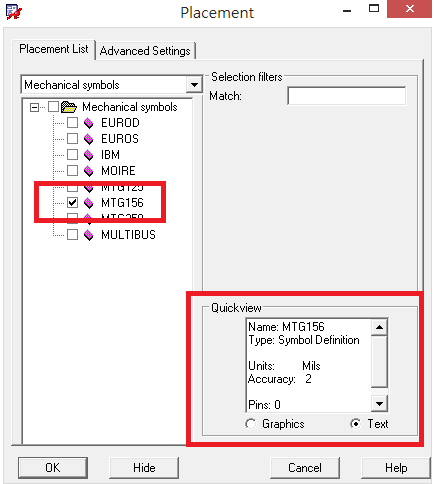 Placement
Placement List
Advanced Settings
Mechanical symbols
Mechanical symbols
EUROD
EUROS
IBM
MOIRE
MTG125
MTG156
MTG250
MULTIBUS
Selection filters
Match:
Quickview
Name: MTG156
Type: Symbol Definition
Units: Mils
Accuracy: 2
Pins: 0
Graphics
Text
OK
Hide
Cancel
Help